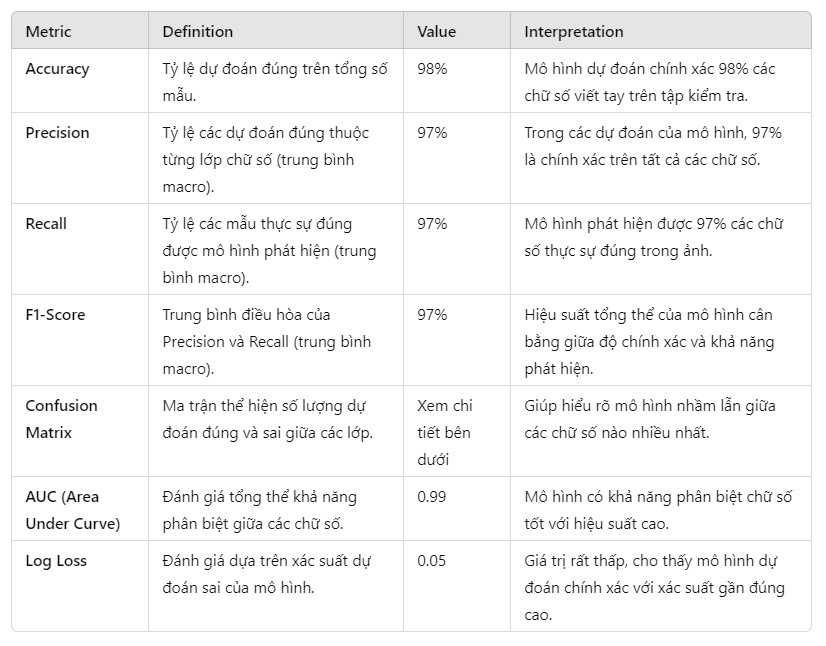 Metric Definition Value Interpretation
Accuracy Tỷ lệ dự đoán đúng trên tổng số 98% Mô hình dự đoán chính xác 98% các
mẫu. chữ số viết tay trên tập kiểm tra.
Precision Tỷ lệ các dự đoán đúng thuộc 97% Trong các dự đoán của mô hình, 97%
từng lớp chữ số (trung bình là chính xác trên tất cả các chữ số.
macro).
Recall Tỷ lệ các mẫu thực sự đúng 97% Mô hình phát hiện được 97% các chữ
được mô hình phát hiện (trung số thực sự đúng trong ảnh.
bình macro).
F1-Score Trung bình điều hòa của 97% Hiệu suất tổng thể của mô hình cân
Precision và Recall (trung bình bằng giữa độ chính xác và khả năng
macro). phát hiện.
Confusion Ma trận thể hiện số lượng dự Xem chi Giúp hiểu rõ mô hình nhầm lẫn giữa
Matrix đoán đúng và sai giữa các lớp. tiết bên các chữ số nào nhiều nhất.
dưới
AUC (Area Đánh giá tổng thể khả năng 0.99 Mô hình có khả năng phân biệt chữ số
Under Curve) phân biệt giữa các chữ số. tốt với hiệu suất cao.
Log Loss Đánh giá dựa trên xác suất dự 0.05 Giá trị rất thấp, cho thấy mô hình dự
đoán sai của mô hình. đoán chính xác với xác suất gần đúng
cao.